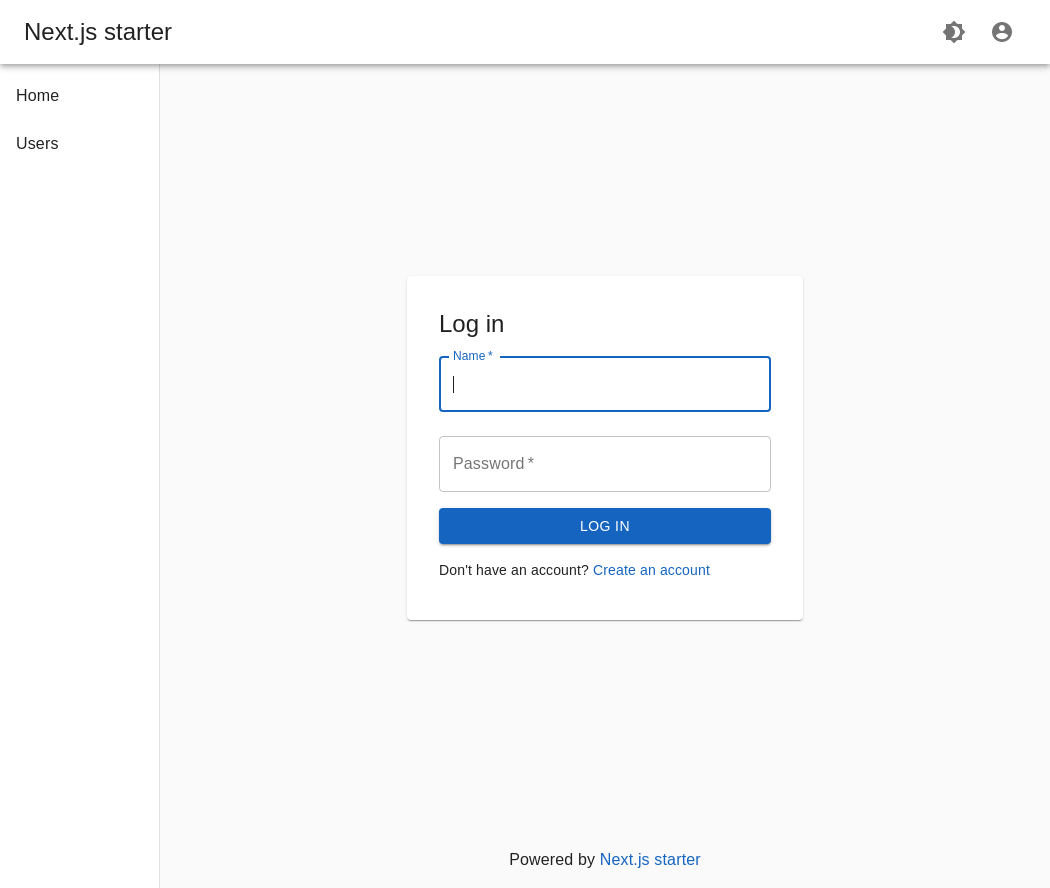 Next.js starter
Home
Users
Log in
Name *
Password *
LOG IN
Don't have an account? Create an account
Powered by Next.js starter